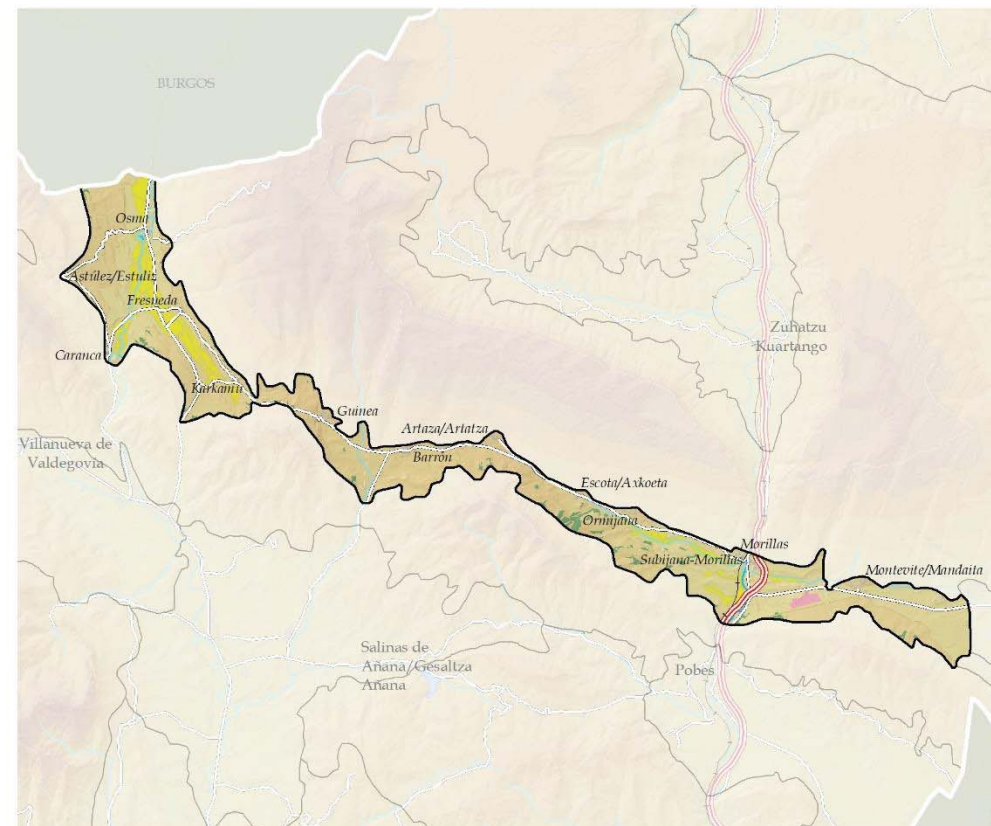 BURGOS
Osma
Astúlez/Estuliz
Fresneda
Caranca
Karkamu
Guinea
Villanueva de
Valdegovía
Artaza/Artatza
Barrón
Zuhatzu
Kuartango
Escota/Axkoeta
Ormijana
Morillas
Subijana-Morillas
Montevite/Mandaita
Salinas de
Añana/Gesaltza
Añana
Pobes